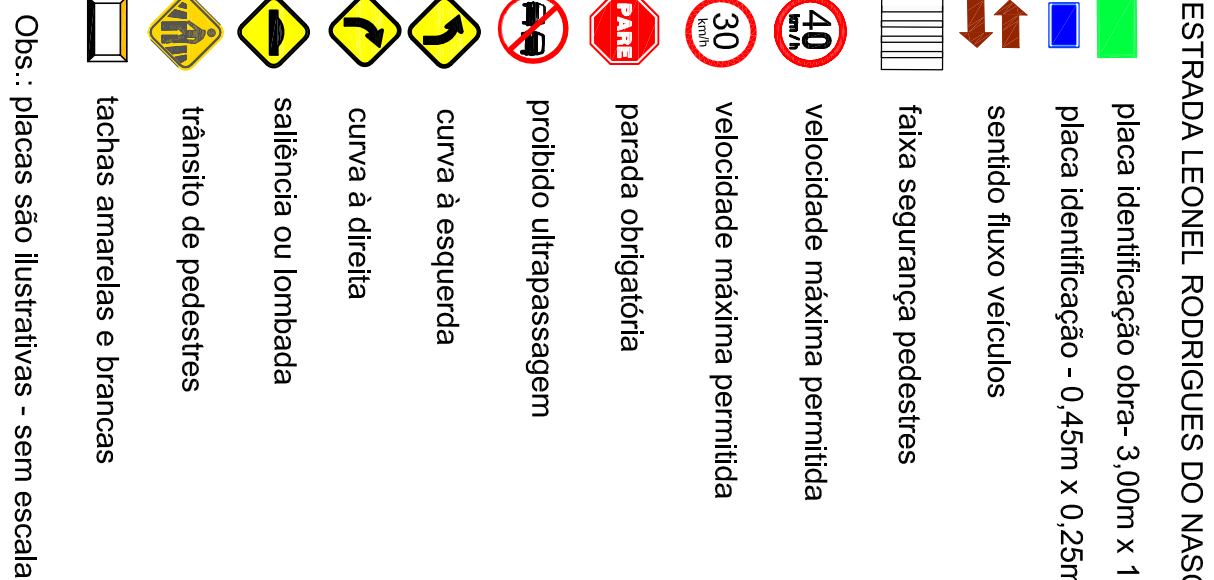 ESTRADA LEONEL RODRIGUES DO
placa identificação obra- 3,00m x 1
placa identificação - 0,45m x 0,25m
sentido fluxo veículos
faixa segurança pedestres
40 km/h velocidade máxima permitida
30 km/h velocidade máxima permitida
PARE parada obrigatória
proibido ultrapassagem
curva à esquerda
curva à direita
saliência ou lombada
trânsito de pedestres
tachas amarelas e brancas
Obs.: placas são ilustrativas - sem escala